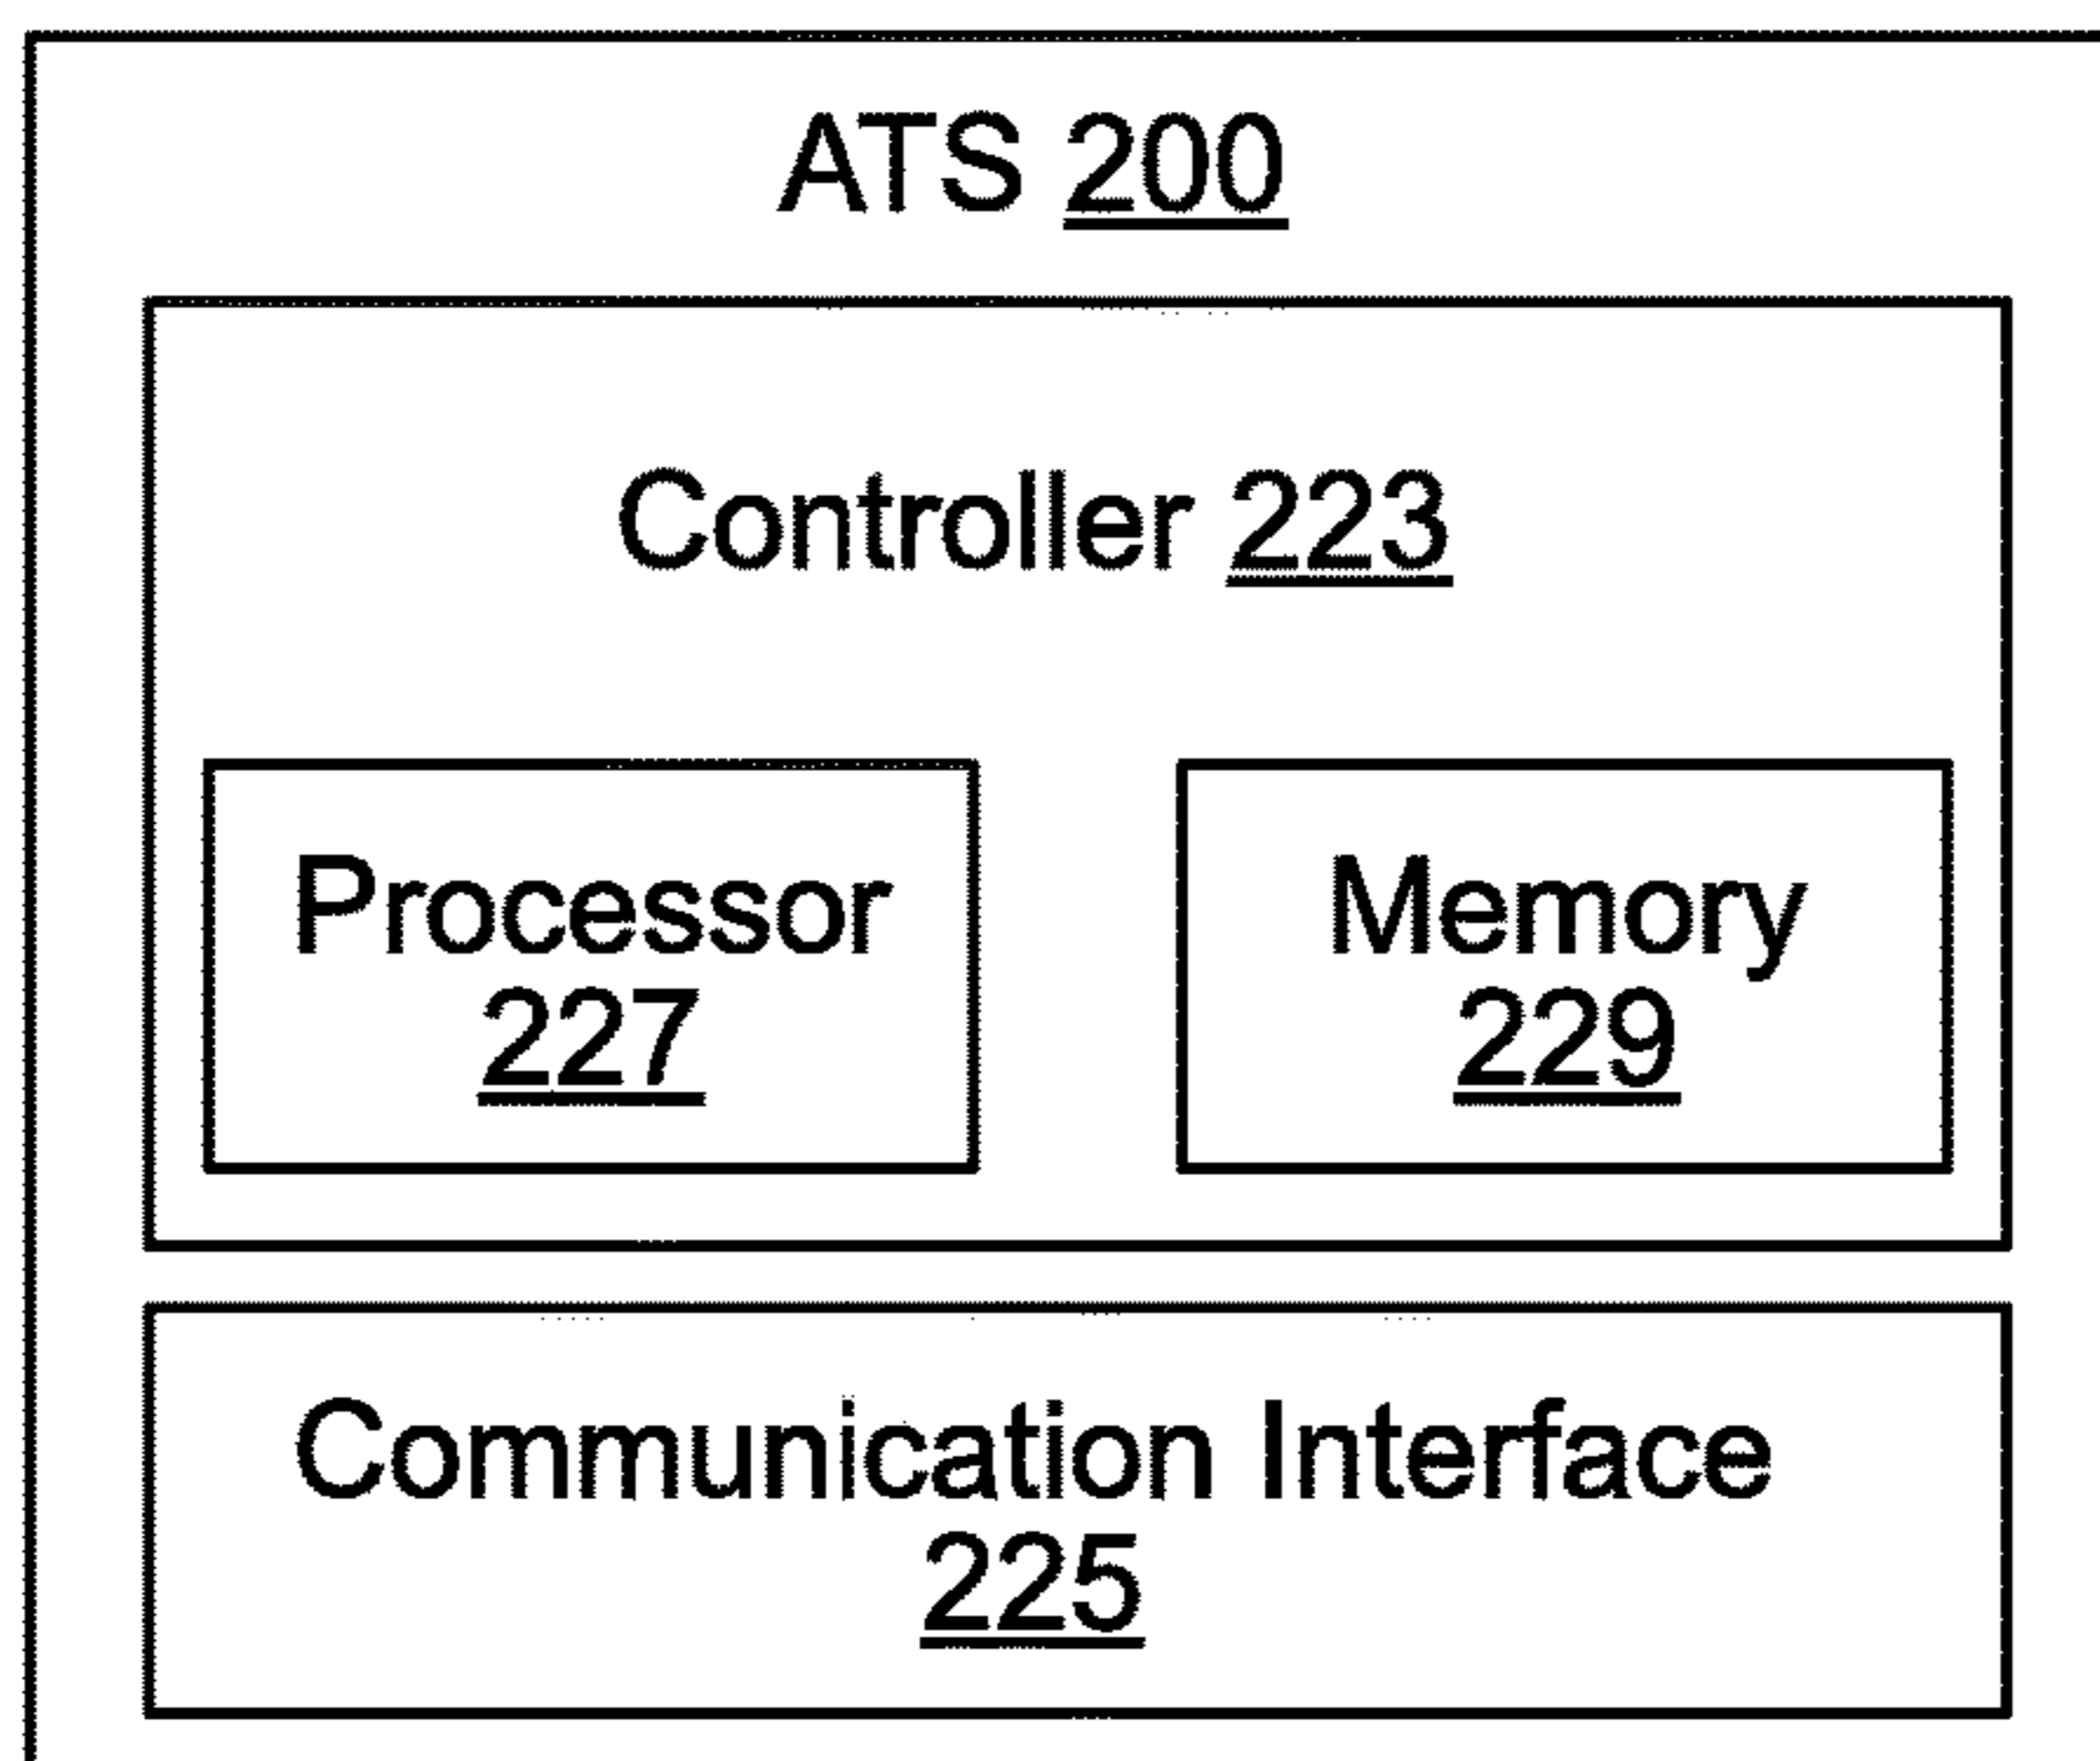 ATS 200
Controller 223
Processor
227
Memory
229
Communication Interface
225